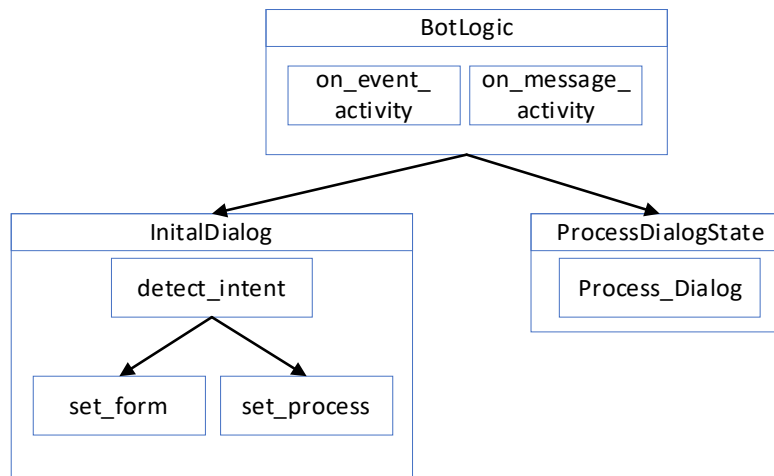 BotLogic
on_event_
activity
on_message_
activity
InitalDialog
detect_intent
set_form
set_process
ProcessDialogState
Process_Dialog